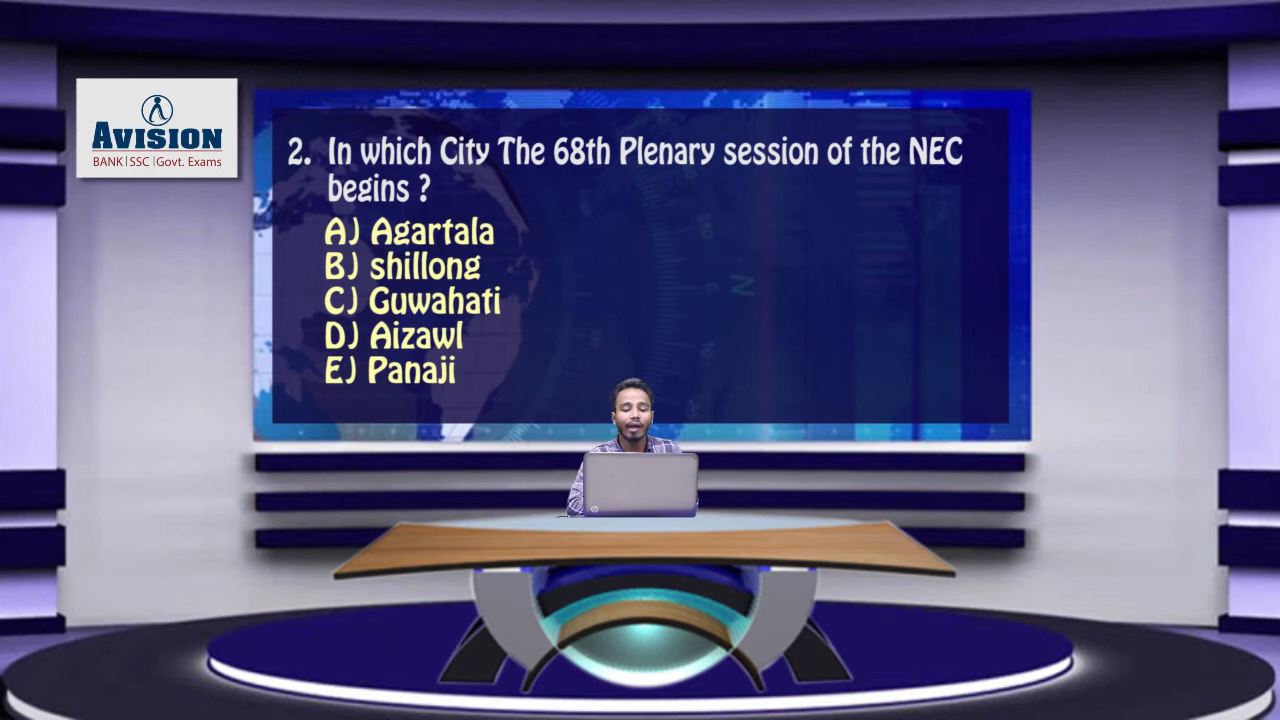 AVISION
BANK | SSC | Govt. Exams
2. In which City The 68th Plenary session of the NEC
begins ?
A) Agartala
B) shillong
C) Guwahati
D) Aizawl
E) Panaji
hp
N